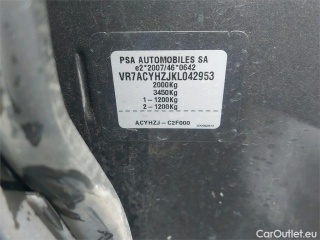 PSA AUTOMOBILES SA
e2*2007/46*0642
VR7ACYHZJKL042953
2000Kg
3450Kg
1-1200Kg
2-1200Kg
ACYHZJ-C2F000
© CarOutlet.eu